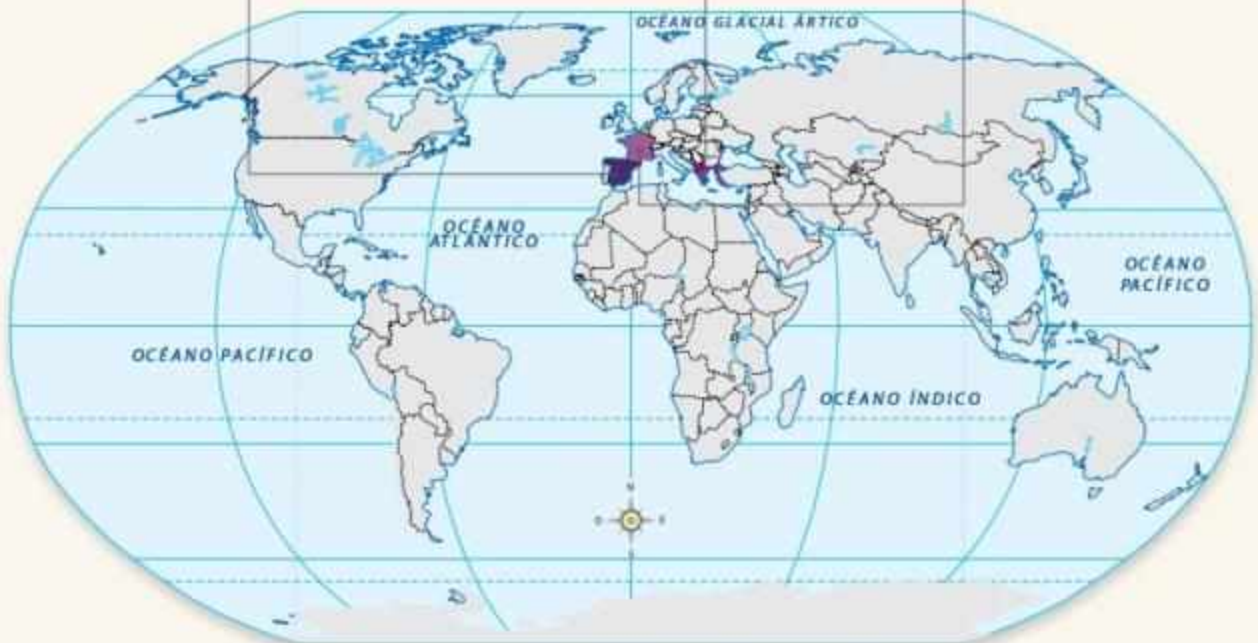 OCÉANO GLACIAL ÁRTICO
OCÉANO
ATLÁNTICO
OCÉANO
PACÍFICO
OCÉANO PACÍFICO
OCÉANO ÍNDICO
N